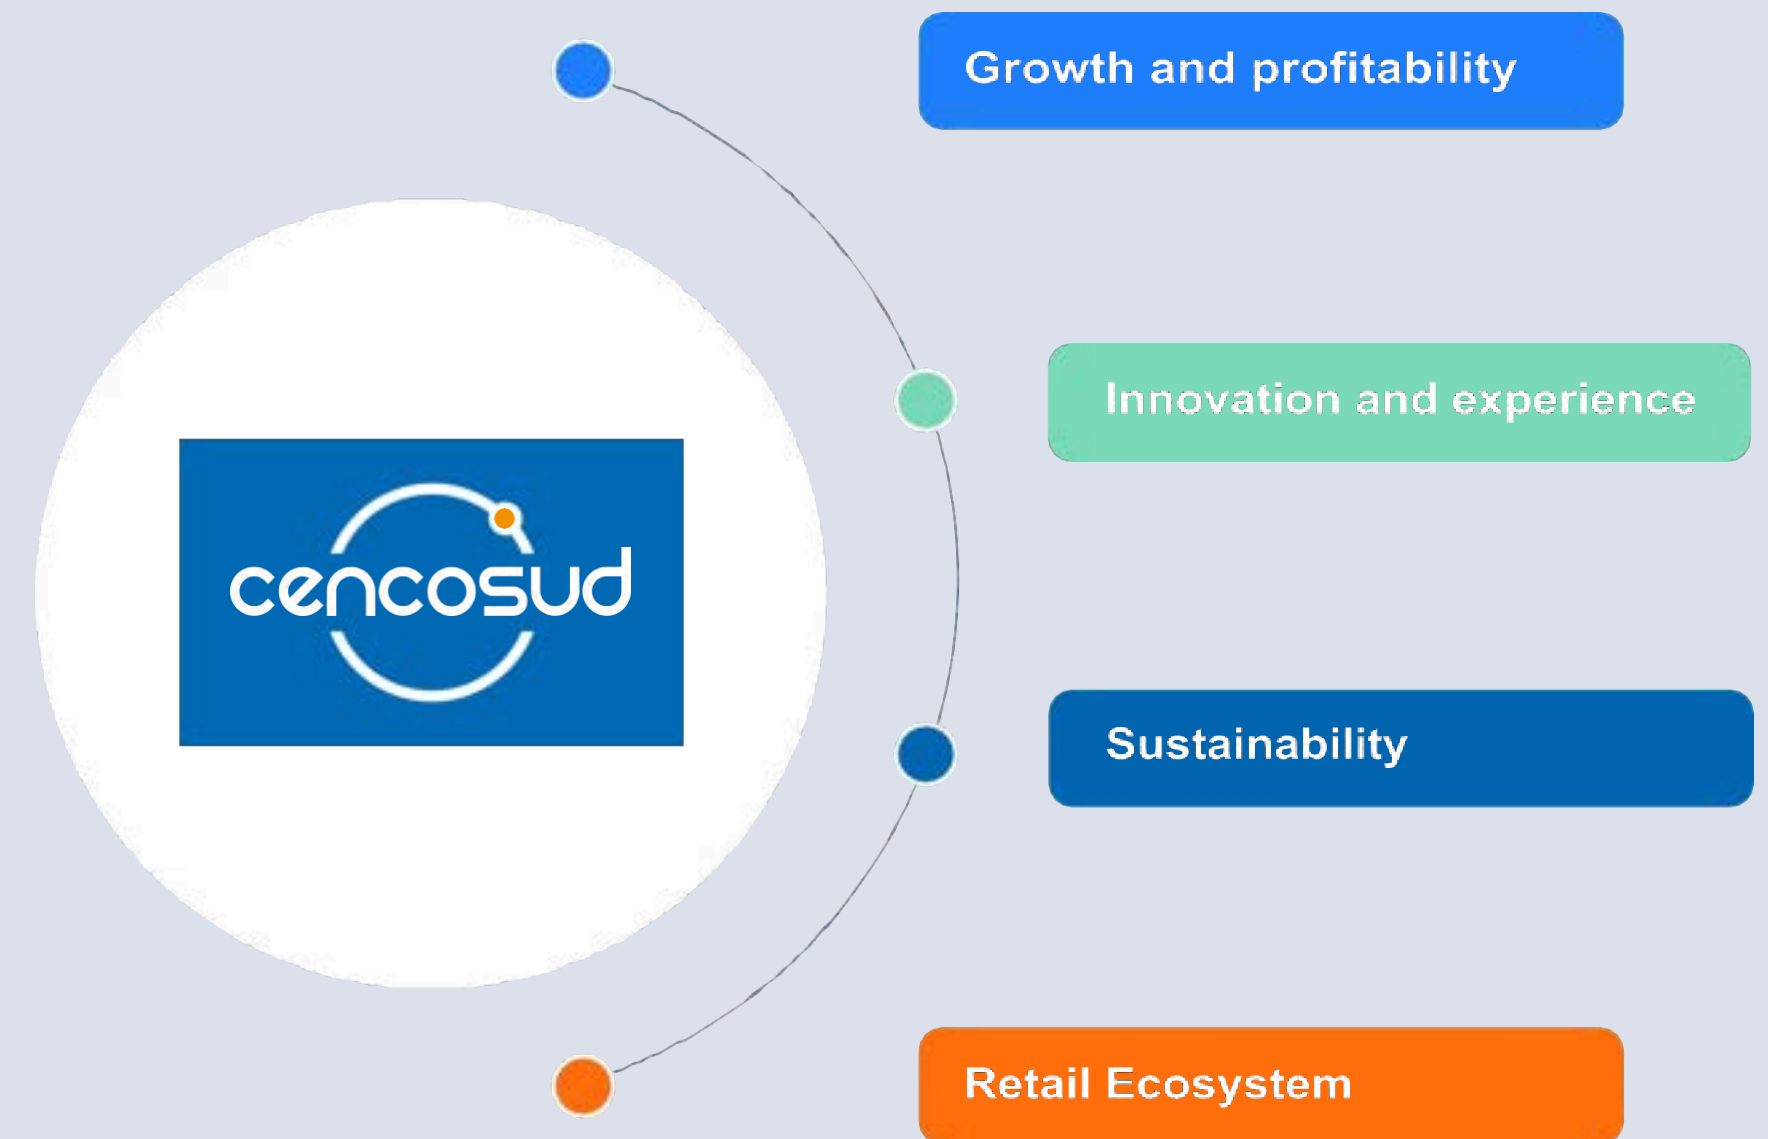 Growth and profitability
Innovation and experience
cencosud
Sustainability
Retail Ecosystem